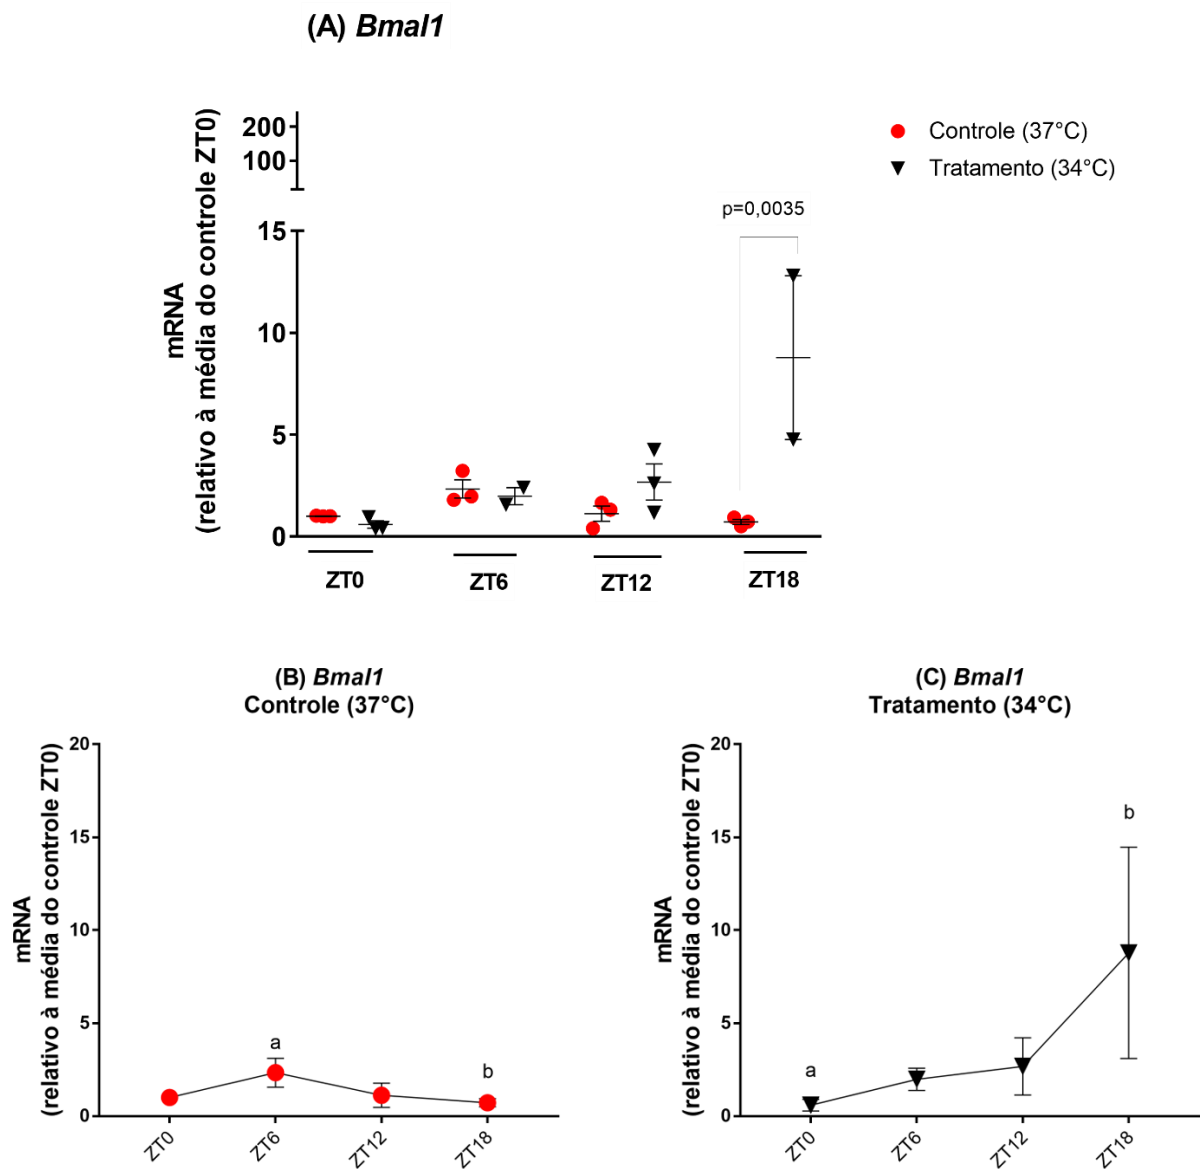 (A) Bmal1
mRNA
(relativo à média do controle ZT0)
200
100
15
10
5
0
Controle (37°C)
Tratamento (34°C)
p=0,0035
ZT0
ZT6
ZT12
ZT18
(B) Bmal1
Controle (37°C)
mRNA
(relativo à média do controle ZT0)
20
15
10
5
0
a
b
ZT0
ZT6
ZT12
ZT18
(C) Bmal1
Tratamento (34°C)
mRNA
(relativo à média do controle ZT0)
20
15
10
5
0
a
b
ZT0
ZT6
ZT12
ZT18